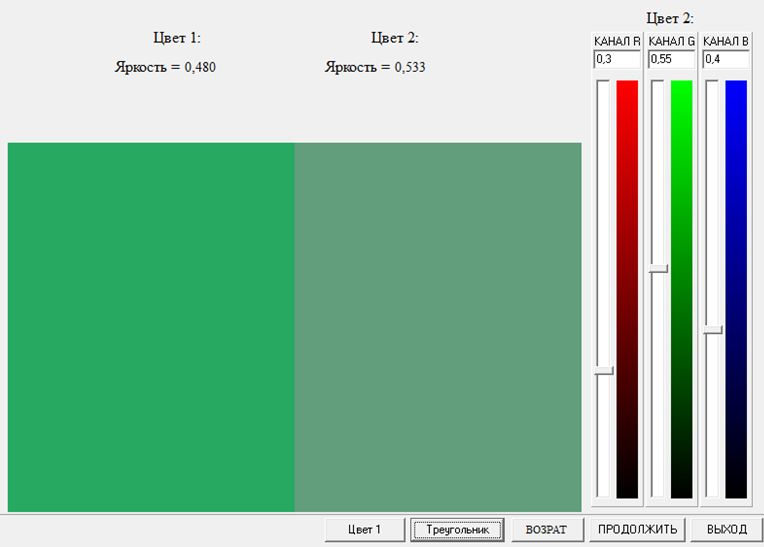 Цвет 1:
Цвет 2:
Яркость = 0,480
Яркость = 0,533
Цвет 2:
КАНАЛ R
КАНАЛ G
КАНАЛ B
0,3
0,55
0,4
Цвет 1
Треугольник
ВОЗРАТ
ПРОДОЛЖИТЬ
ВЫХОД